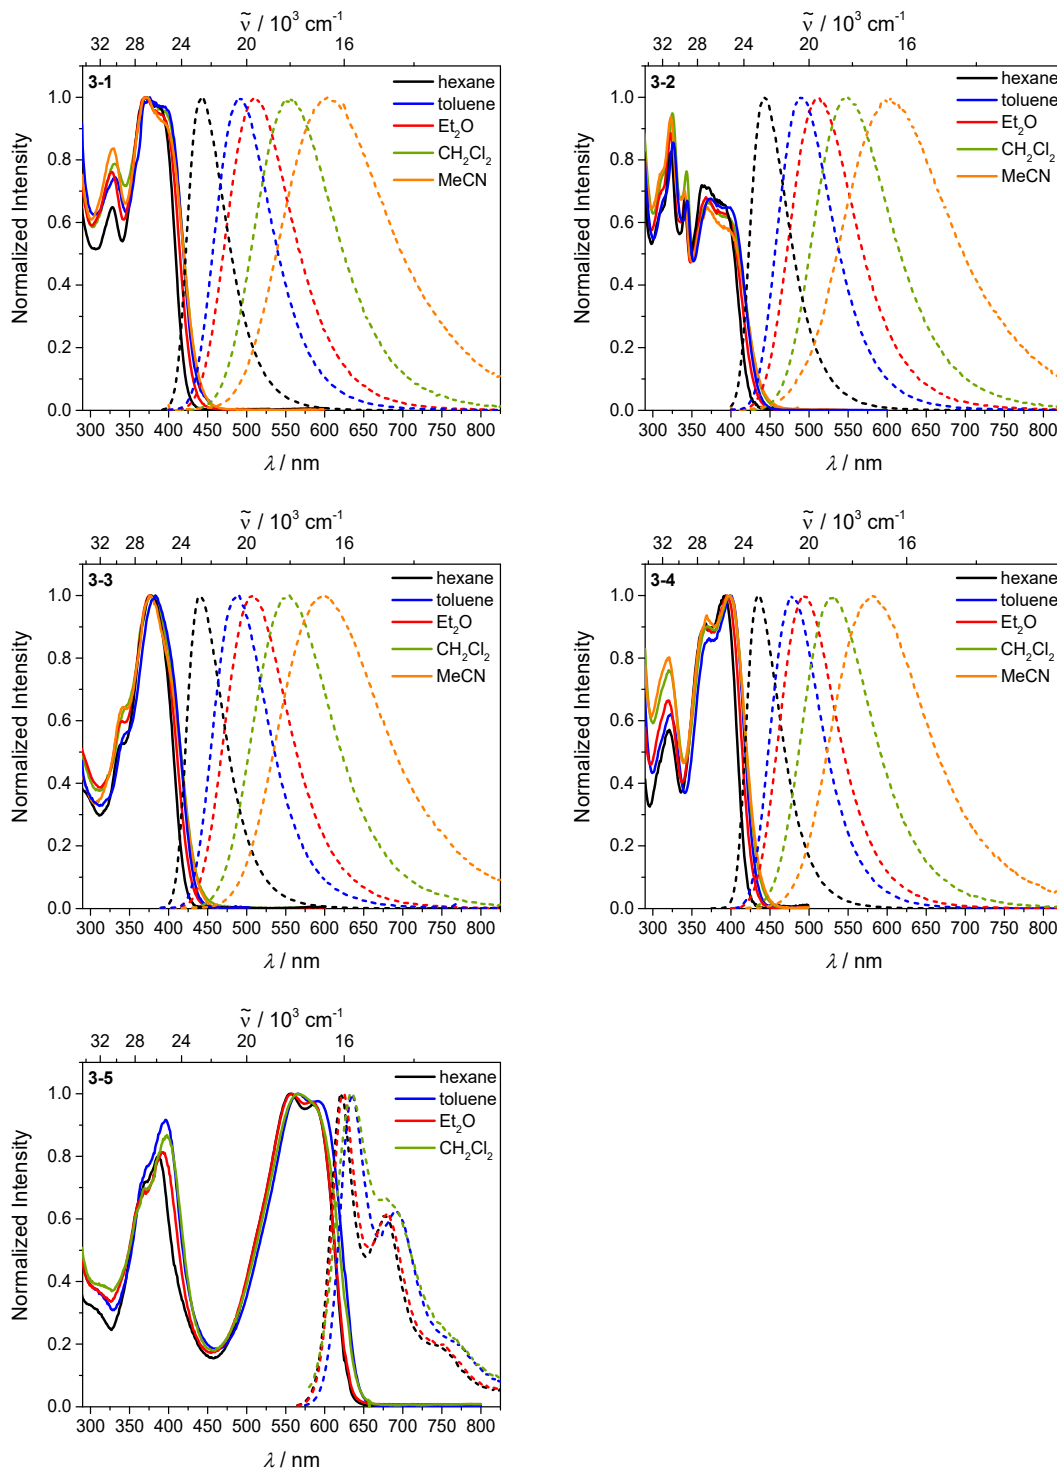 ṽ / 10³ cm⁻¹
32 28 24 20 16
3-1
hexane
toluene
Et₂O
CH₂Cl₂
MeCN
Normalized Intensity
1.0
0.8
0.6
0.4
0.2
0.0
300 350 400 450 500 550 600 650 700 750 800
λ / nm
ṽ / 10³ cm⁻¹
32 28 24 20 16
3-2
hexane
toluene
Et₂O
CH₂Cl₂
MeCN
Normalized Intensity
1.0
0.8
0.6
0.4
0.2
0.0
300 350 400 450 500 550 600 650 700 750 800
λ / nm
ṽ / 10³ cm⁻¹
32 28 24 20 16
3-3
hexane
toluene
Et₂O
CH₂Cl₂
MeCN
Normalized Intensity
1.0
0.8
0.6
0.4
0.2
0.0
300 350 400 450 500 550 600 650 700 750 800
λ / nm
ṽ / 10³ cm⁻¹
32 28 24 20 16
3-4
hexane
toluene
Et₂O
CH₂Cl₂
MeCN
Normalized Intensity
1.0
0.8
0.6
0.4
0.2
0.0
300 350 400 450 500 550 600 650 700 750 800
λ / nm
ṽ / 10³ cm⁻¹
32 28 24 20 16
3-5
hexane
toluene
Et₂O
CH₂Cl₂
Normalized Intensity
1.0
0.8
0.6
0.4
0.2
0.0
300 350 400 450 500 550 600 650 700 750 800
λ / nm